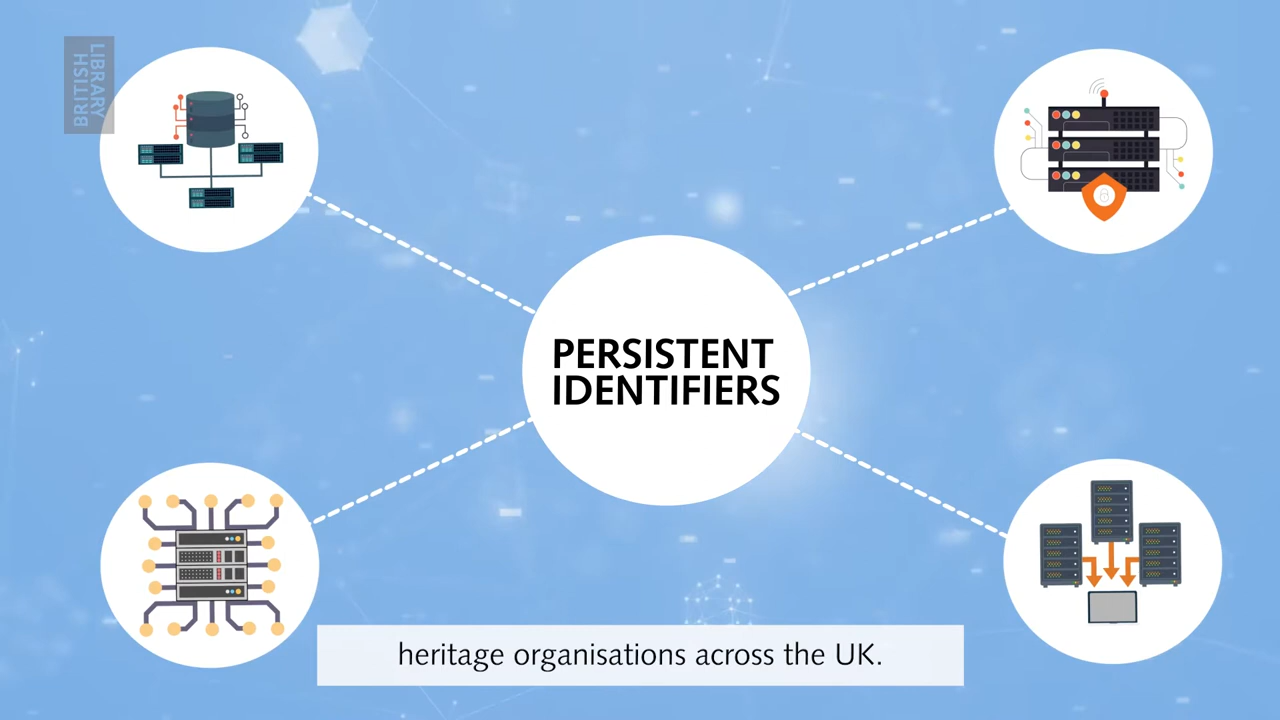 BRITISH
LIBRARY
PERSISTENT
IDENTIFIERS
heritage organisations across the UK.